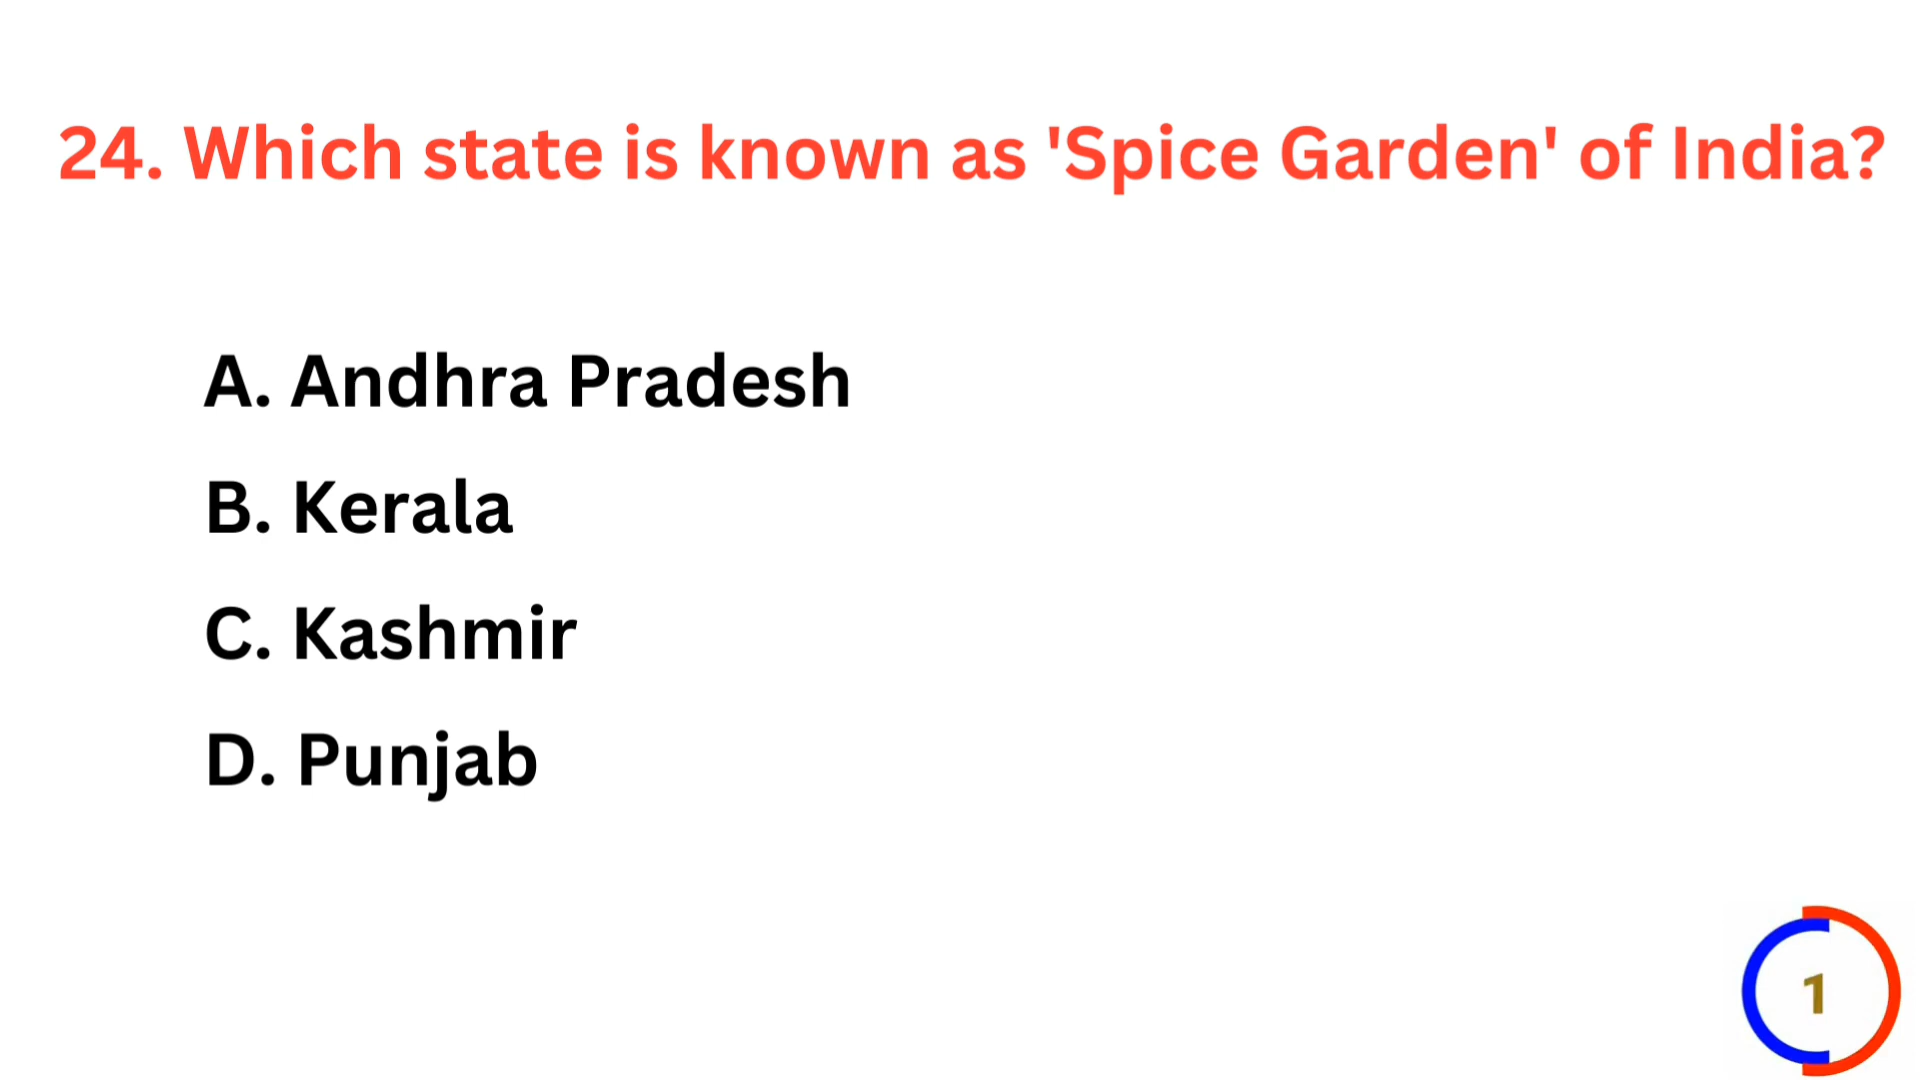 24. Which state is known as 'Spice Garden' of India?
A. Andhra Pradesh
B. Kerala
C. Kashmir
D. Punjab
1